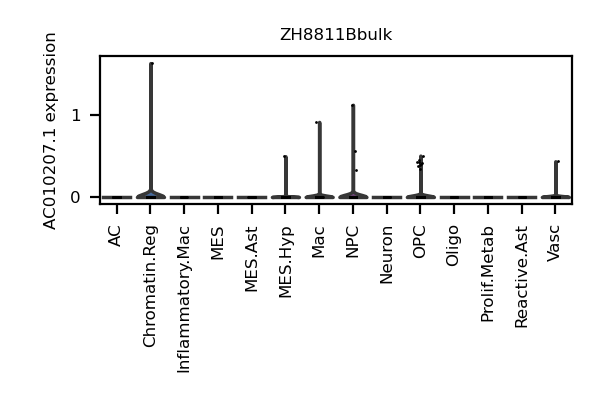 ZH8811Bbulk
AC010207.1 expression
1
0
AC
Chromatin.Reg
Inflammatory.Mac
MES
MES.Ast
MES.Hyp
Mac
NPC
Neuron
OPC
Oligo
Prolif.Metab
Reactive.Ast
Vasc